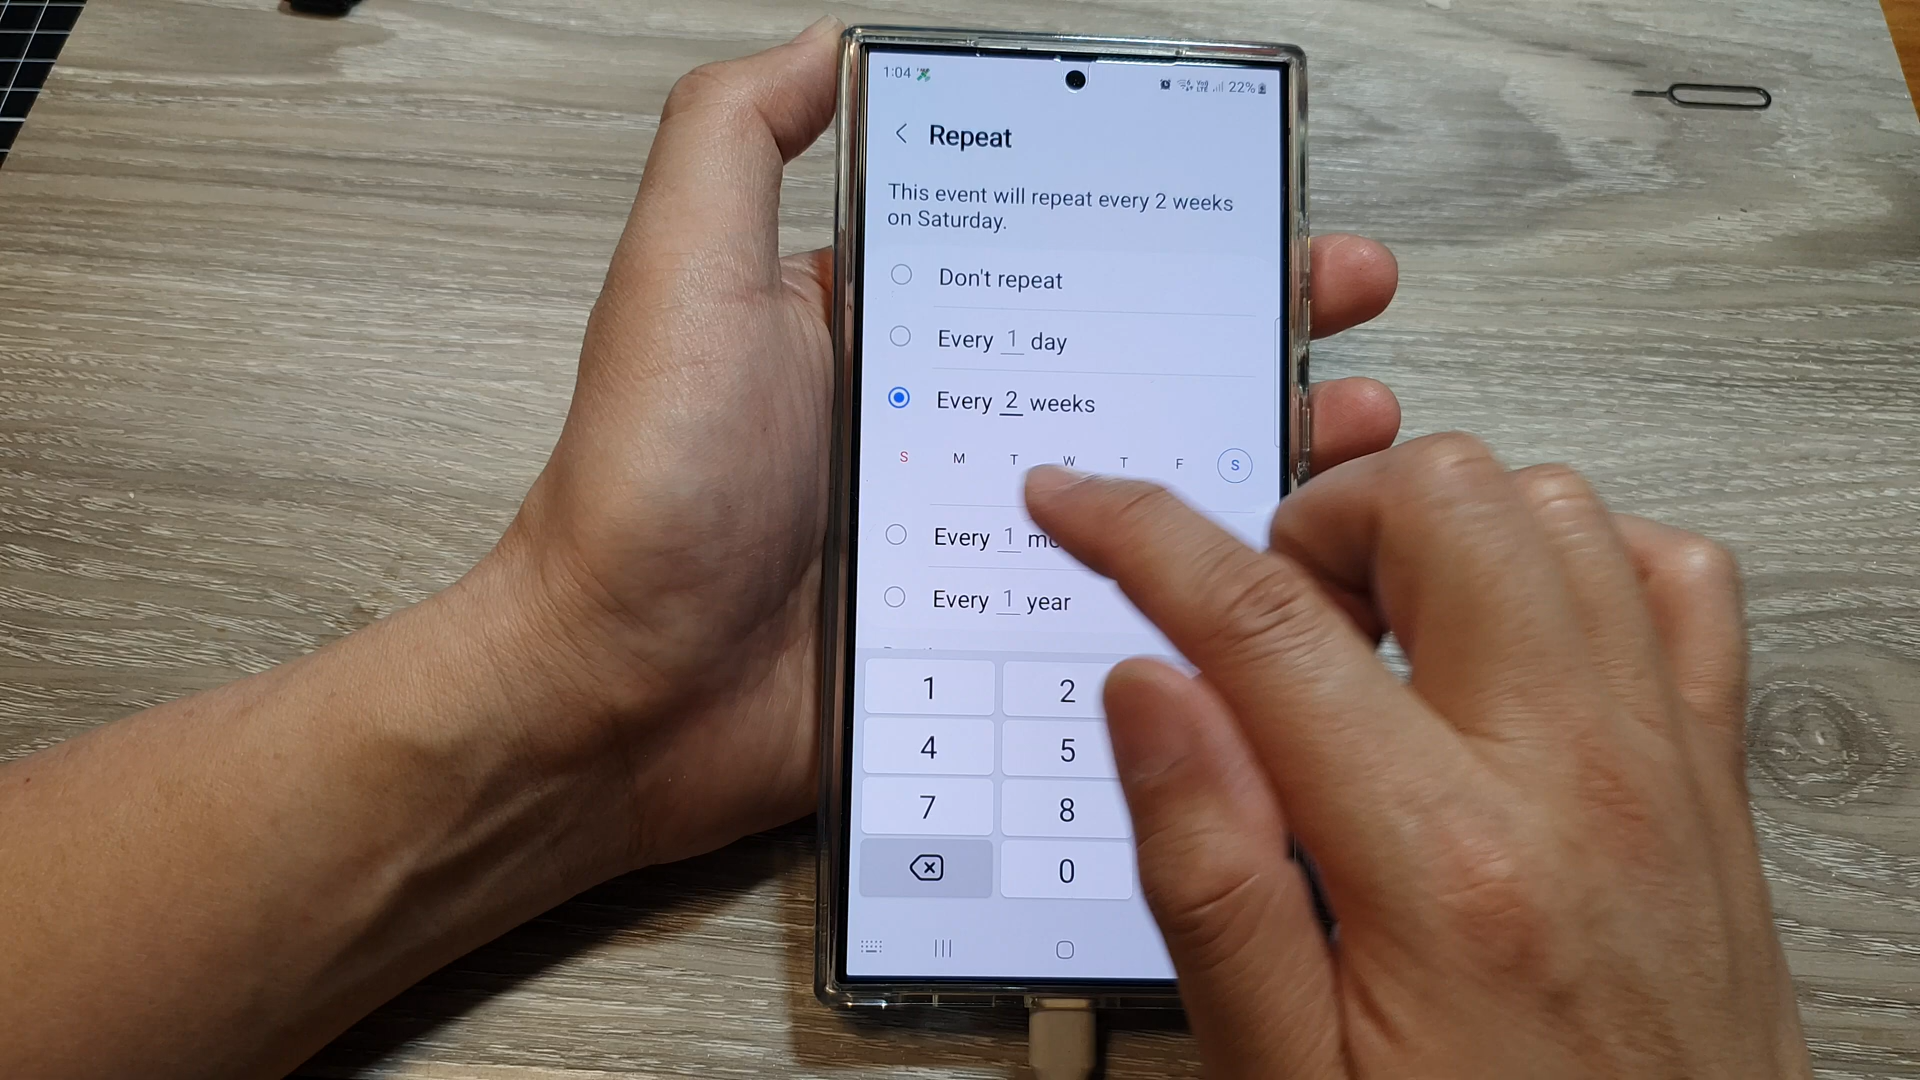 1:04 22%
Repeat
This event will repeat every 2 weeks
on Saturday.
Don't repeat
Every 1 day
Every 2 weeks
S M T W T F S
Every 1
Every 1 year
1 2
4 5
7 8
0